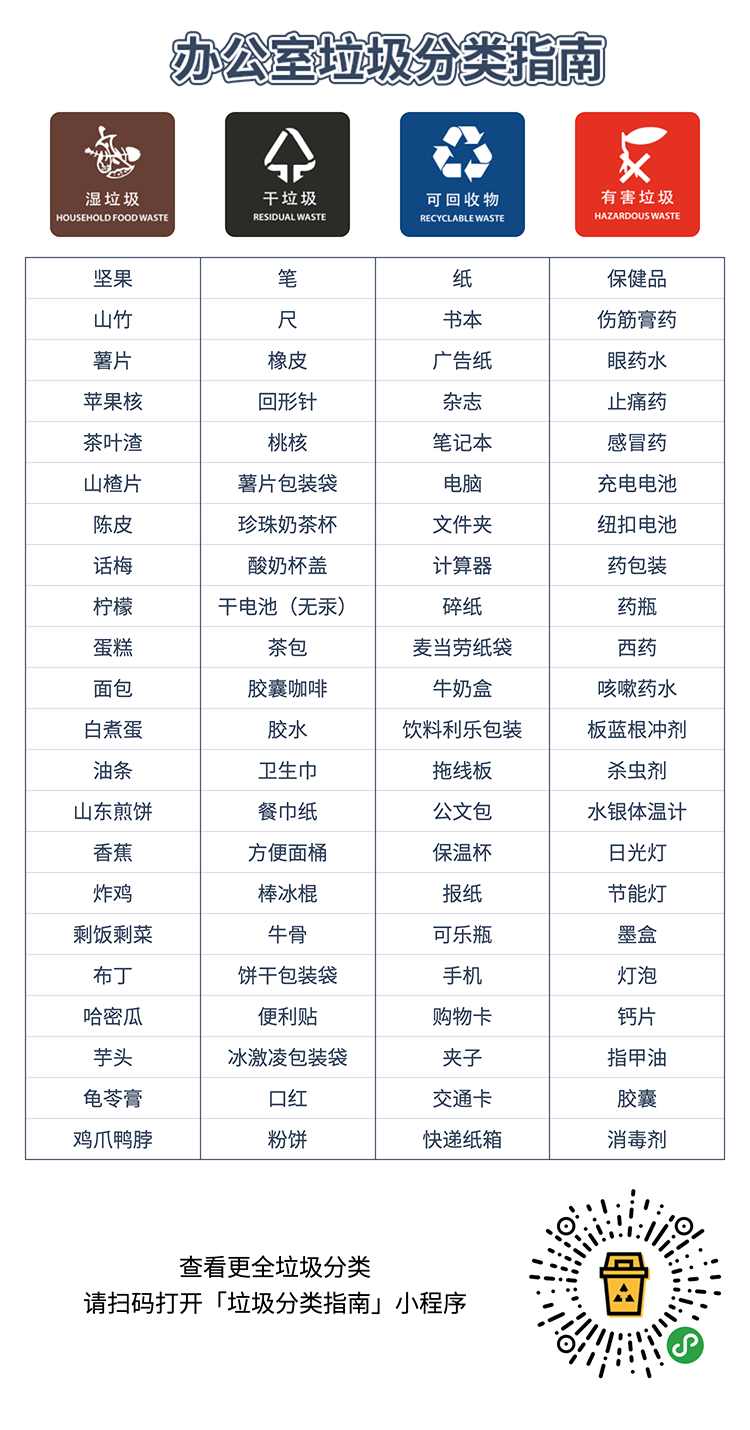 办公室垃圾分类指南
湿垃圾 干垃圾 可回收物 有害垃圾
HOUSEHOLD FOOD WASTE RESIDUAL WASTE RECYCLABLE WASTE HAZARDOUS WASTE
坚果 笔 纸 保健品
山竹 尺 书本 伤筋膏药
薯片 橡皮 广告纸 眼药水
苹果核 回形针 杂志 止痛药
茶叶渣 桃核 笔记本 感冒药
山楂片 薯片包装袋 电脑 充电电池
陈皮 珍珠奶茶杯 文件夹 纽扣电池
话梅 酸奶杯盖 计算器 药包装
柠檬 干电池（无汞） 碎纸 药瓶
蛋糕 茶包 麦当劳纸袋 西药
面包 胶囊咖啡 牛奶盒 咳嗽药水
白煮蛋 胶水 饮料利乐包装 板蓝根冲剂
油条 卫生巾 拖线板 杀虫剂
山东煎饼 餐巾纸 公文包 水银体温计
香蕉 方便面桶 保温杯 日光灯
炸鸡 棒冰棍 报纸 节能灯
剩饭剩菜 牛骨 可乐瓶 墨盒
布丁 饼干包装袋 手机 灯泡
哈密瓜 便利贴 购物卡 钙片
芋头 冰激凌包装袋 夹子 指甲油
龟苓膏 口红 交通卡 胶囊
鸡爪鸭脖 粉饼 快递纸箱 消毒剂
查看更全垃圾分类
请扫码打开「垃圾分类指南」小程序